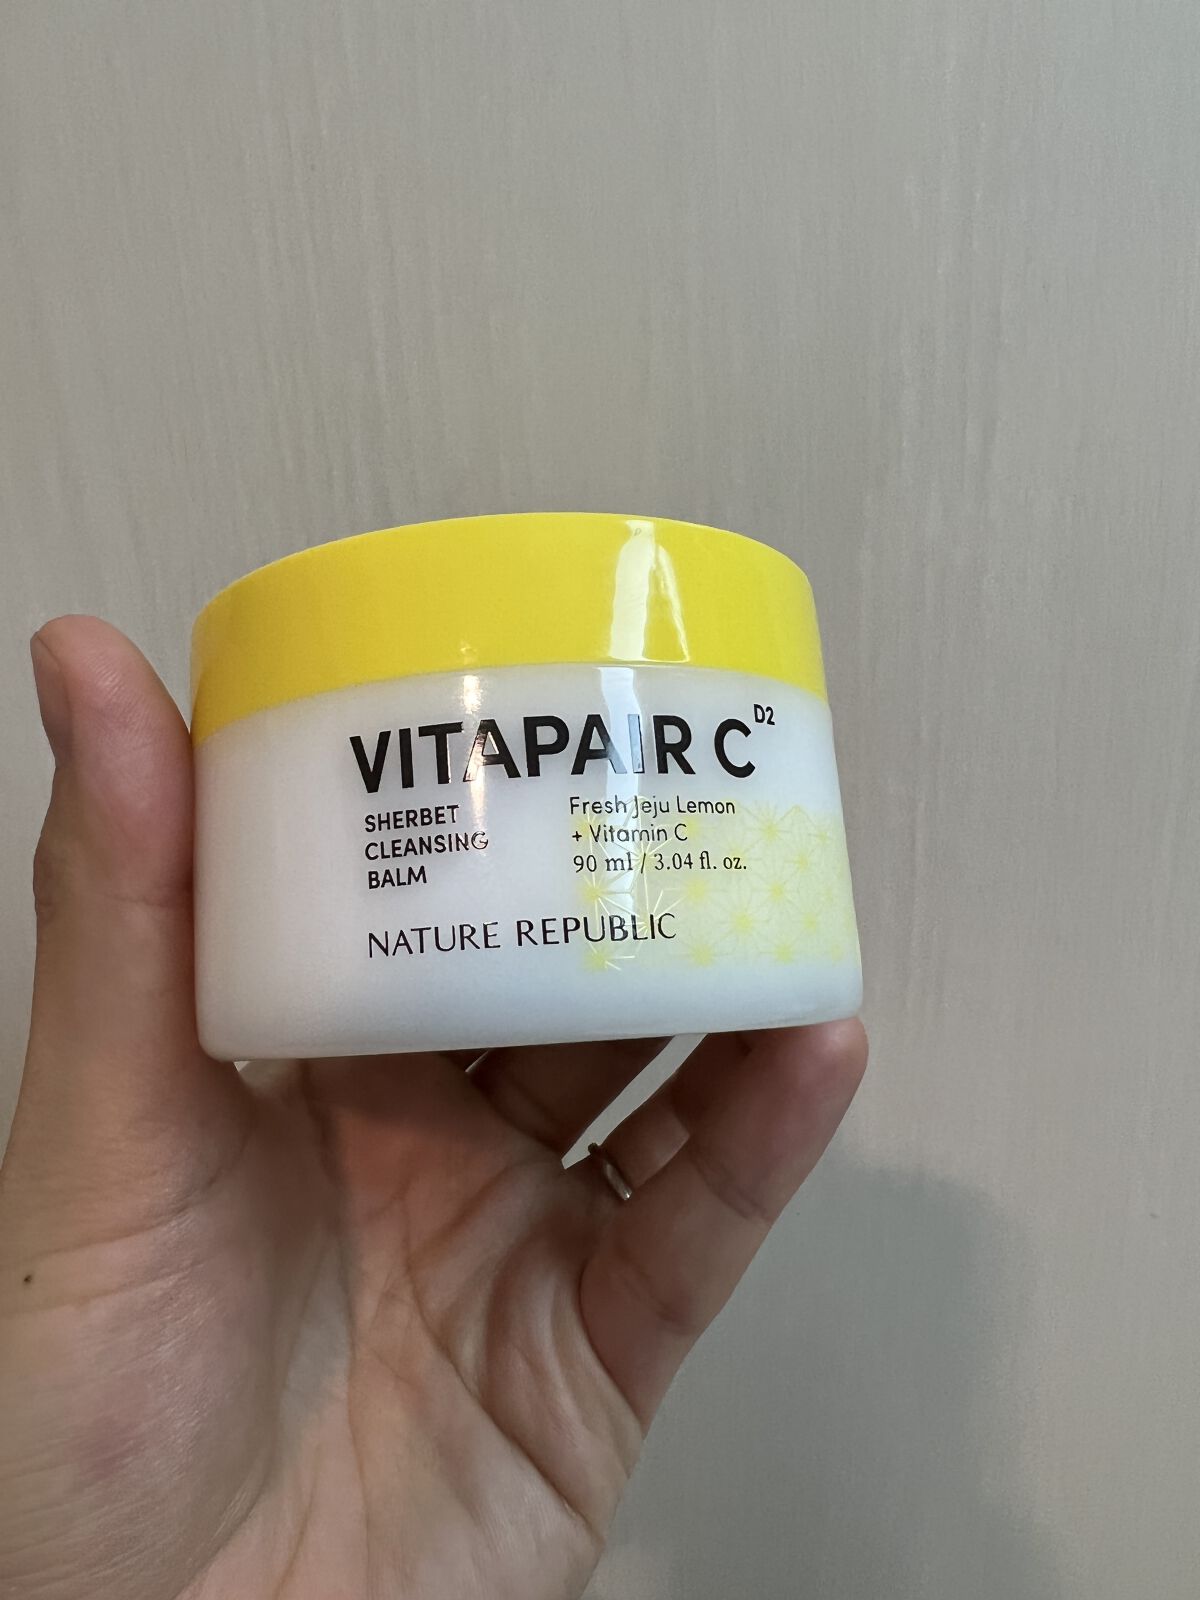 VITAPAIR C D2
SHERBET
CLEANSING
BALM
Fresh Jeju Lemon
+ Vitamin C
90 ml / 3.04 fl. oz.
NATURE REPUBLIC